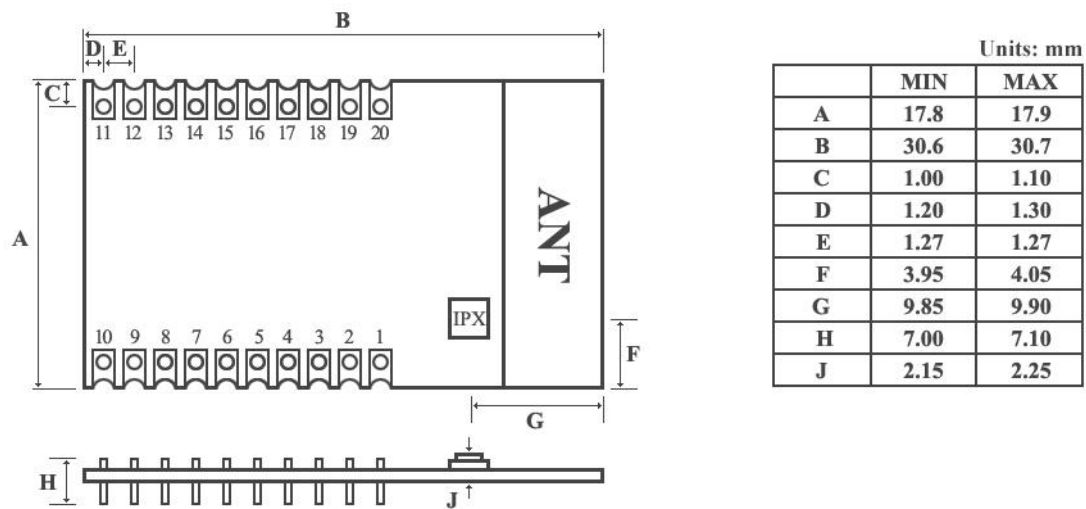 B
D E
C
11 12 13 14 15 16 17 18 19 20
A
ANT
IPX
10 9 8 7 6 5 4 3 2 1
F
G
H
J
Units: mm
MIN MAX
A 17.8 17.9
B 30.6 30.7
C 1.00 1.10
D 1.20 1.30
E 1.27 1.27
F 3.95 4.05
G 9.85 9.90
H 7.00 7.10
J 2.15 2.25